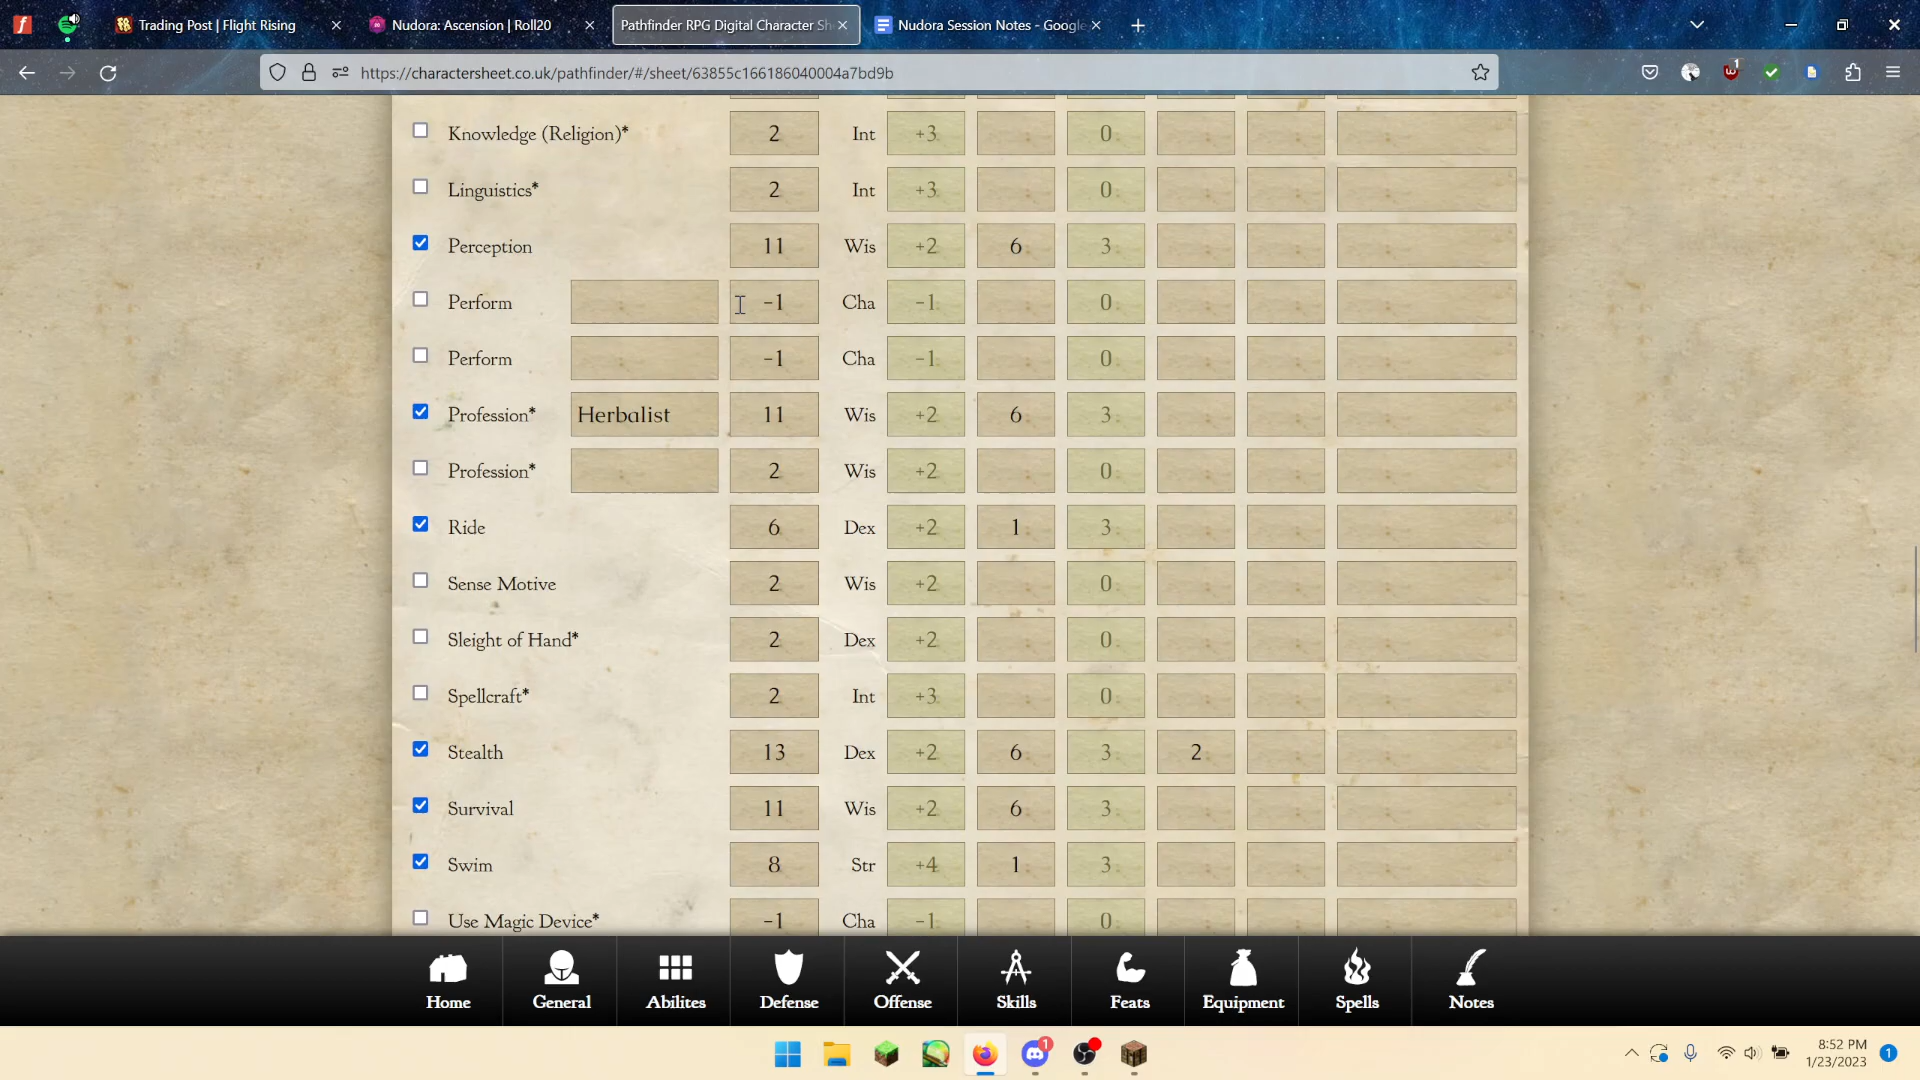 Trading Post | Flight Rising
Nudora: Ascension | Roll20
Pathfinder RPG Digital Character Sh
Nudora Session Notes - Google
https://charactersheet.co.uk/pathfinder/#/sheet/63855c166186040004a7bd9b
1
Knowledge (Religion)* 2 Int +3 0
Linguistics* 2 Int +3 0
Perception 11 Wis +2 6 3
Perform -1 Cha -1 0
Perform -1 Cha -1 0
Profession* Herbalist 11 Wis +2 6 3
Profession* 2 Wis +2 0
Ride 6 Dex +2 1 3
Sense Motive 2 Wis +2 0
Sleight of Hand* 2 Dex +2 0
Spellcraft* 2 Int +3 0
Stealth 13 Dex +2 6 3 2
Survival 11 Wis +2 6 3
Swim 8 Str +4 1 3
Use Magic Device* -1 Cha -1 0
Home General Abilites Defense Offense Skills Feats Equipment Spells Notes
1
8:52 PM
1/23/2023
1